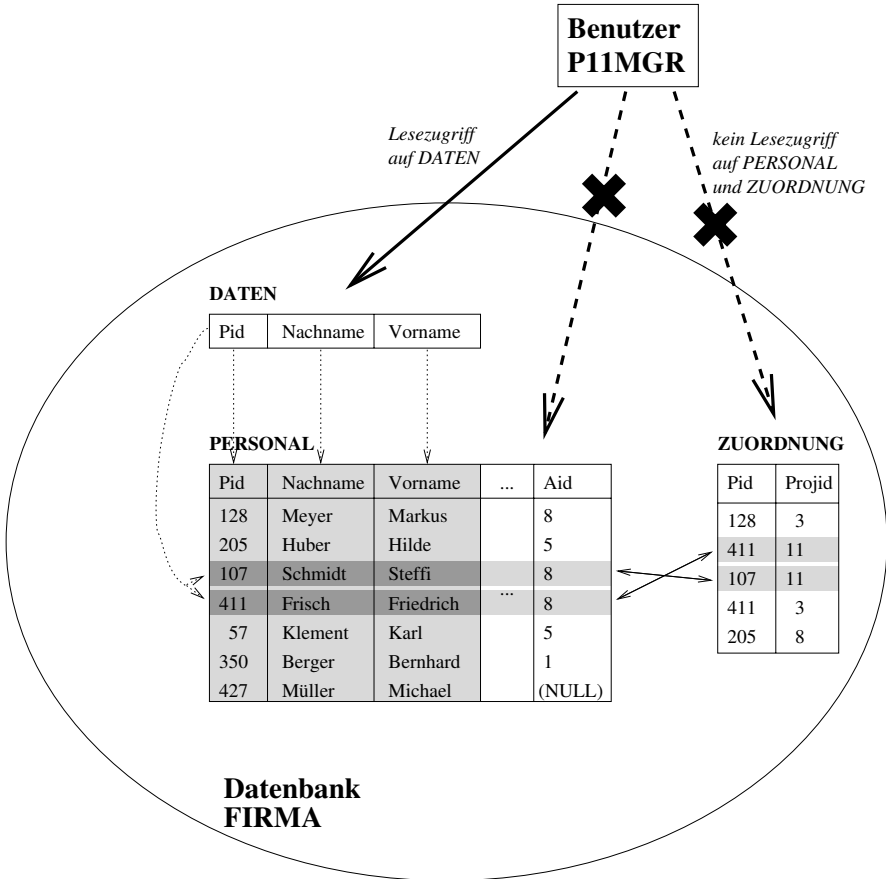 Benutzer
P11MGR
Lesezugriff
auf DATEN
kein Lesezugriff
auf PERSONAL
und ZUORDNUNG
DATEN
Pid Nachname Vorname
PERSONAL
Pid Nachname Vorname ... Aid
128 Meyer Markus 8
205 Huber Hilde 5
107 Schmidt Steffi 8
...
411 Frisch Friedrich 8
57 Klement Karl 5
350 Berger Bernhard 1
427 Müller Michael (NULL)
ZUORDNUNG
Pid Projid
128 3
411 11
107 11
411 3
205 8
Datenbank
FIRMA